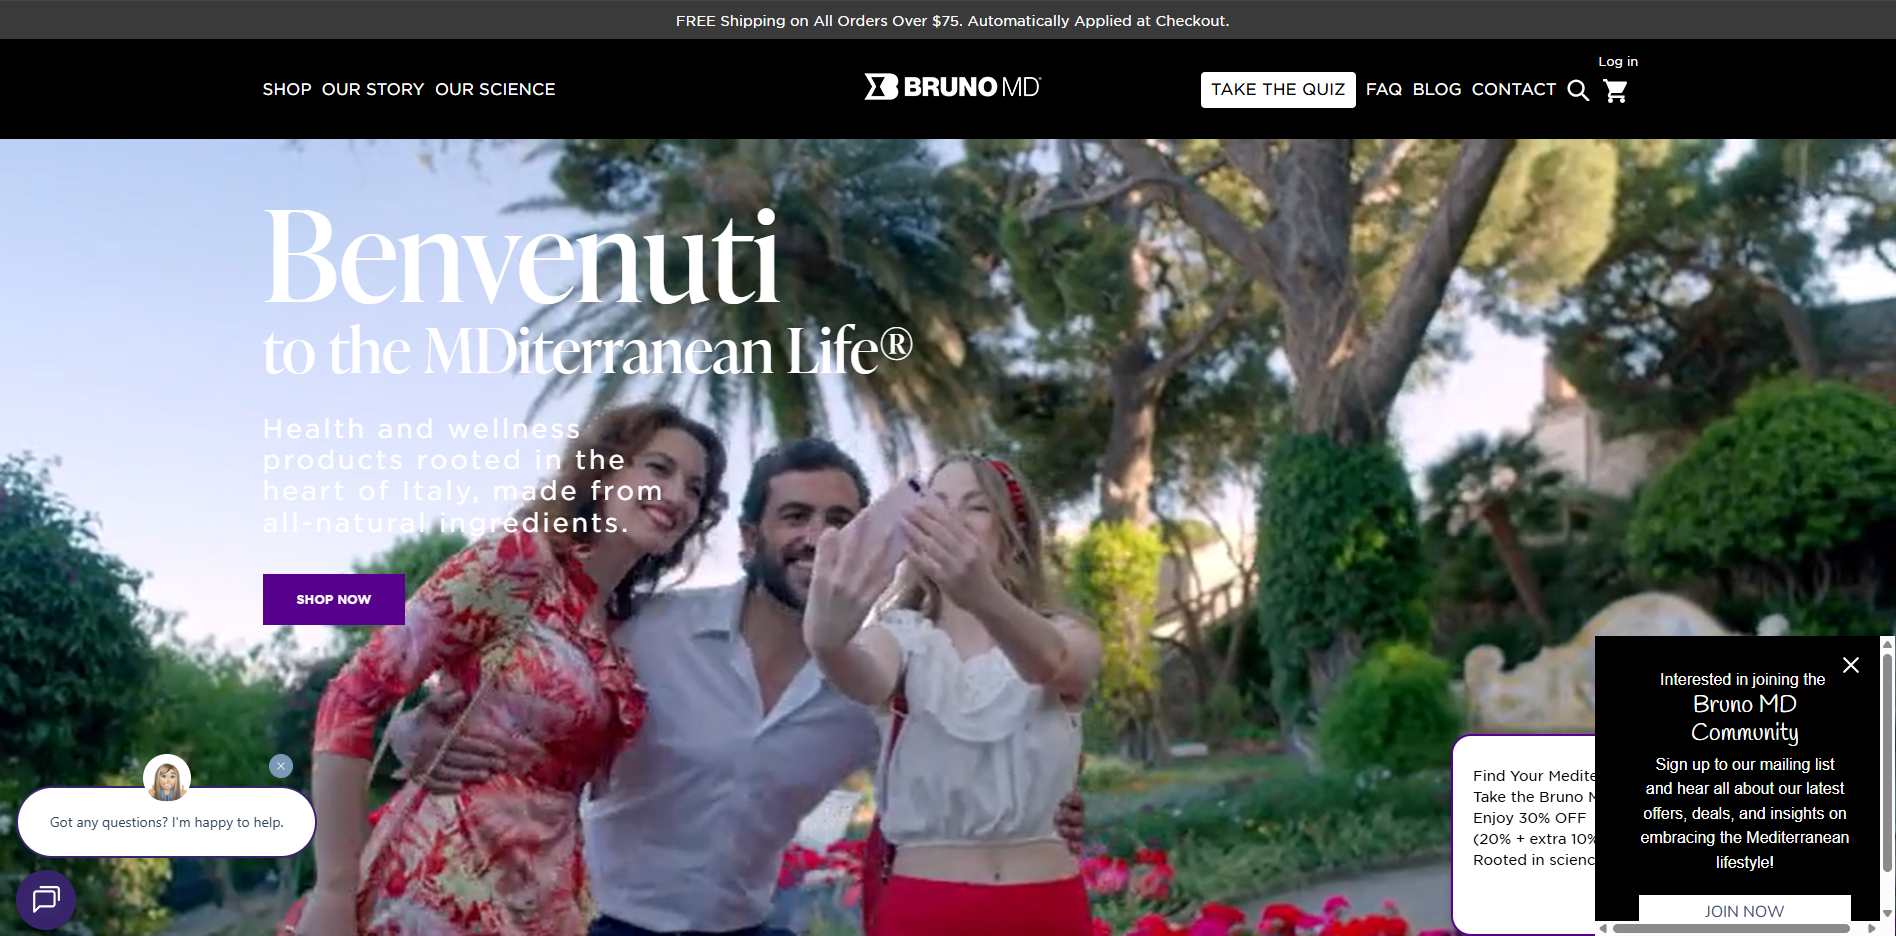 FREE Shipping on All Orders Over $75. Automatically Applied at Checkout.
Log in
SHOP OUR STORY OUR SCIENCE
BRUNO MD
TAKE THE QUIZ FAQ BLOG CONTACT
Benvenuti
to the MDiterranean Life®
Health and wellness
products rooted in the
heart of Italy, made from
all-natural ingredients.
SHOP NOW
Got any questions? I'm happy to help.
Find Your Medite
Take the Bruno M
Enjoy 30% OFF
(20% + extra 10%
Rooted in scienc
Interested in joining the
Bruno MD
Community
Sign up to our mailing list
and hear all about our latest
offers, deals, and insights on
embracing the Mediterranean
lifestyle!
JOIN NOW